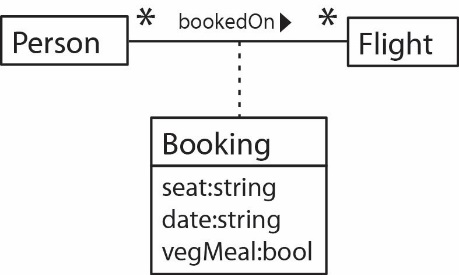 * bookedOn ▶ *
Person
Flight
Booking
seat:string
date:string
vegMeal:bool